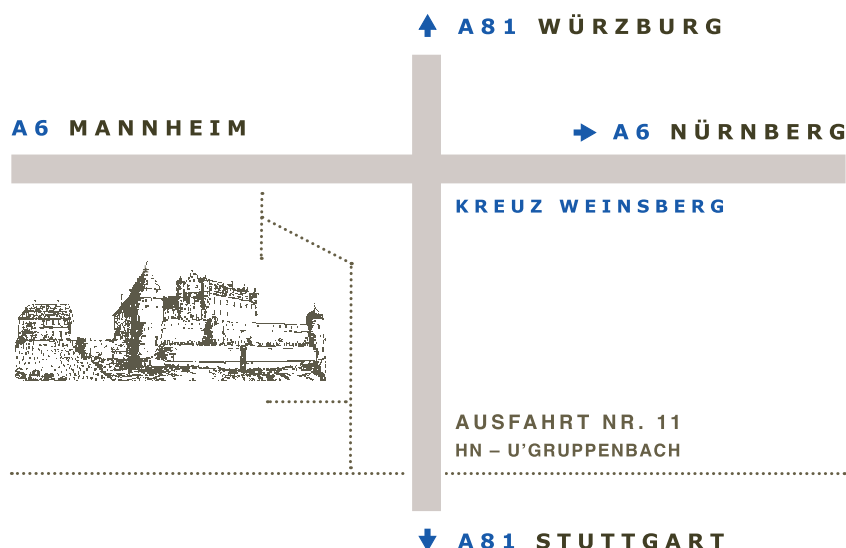 A81 WÜRZBURG
A6 MANNHEIM
A6 NÜRNBERG
KREUZ WEINSBERG
AUSFAHRT NR. 11
HN – U'GRUPPENBACH
A81 STUTTGART